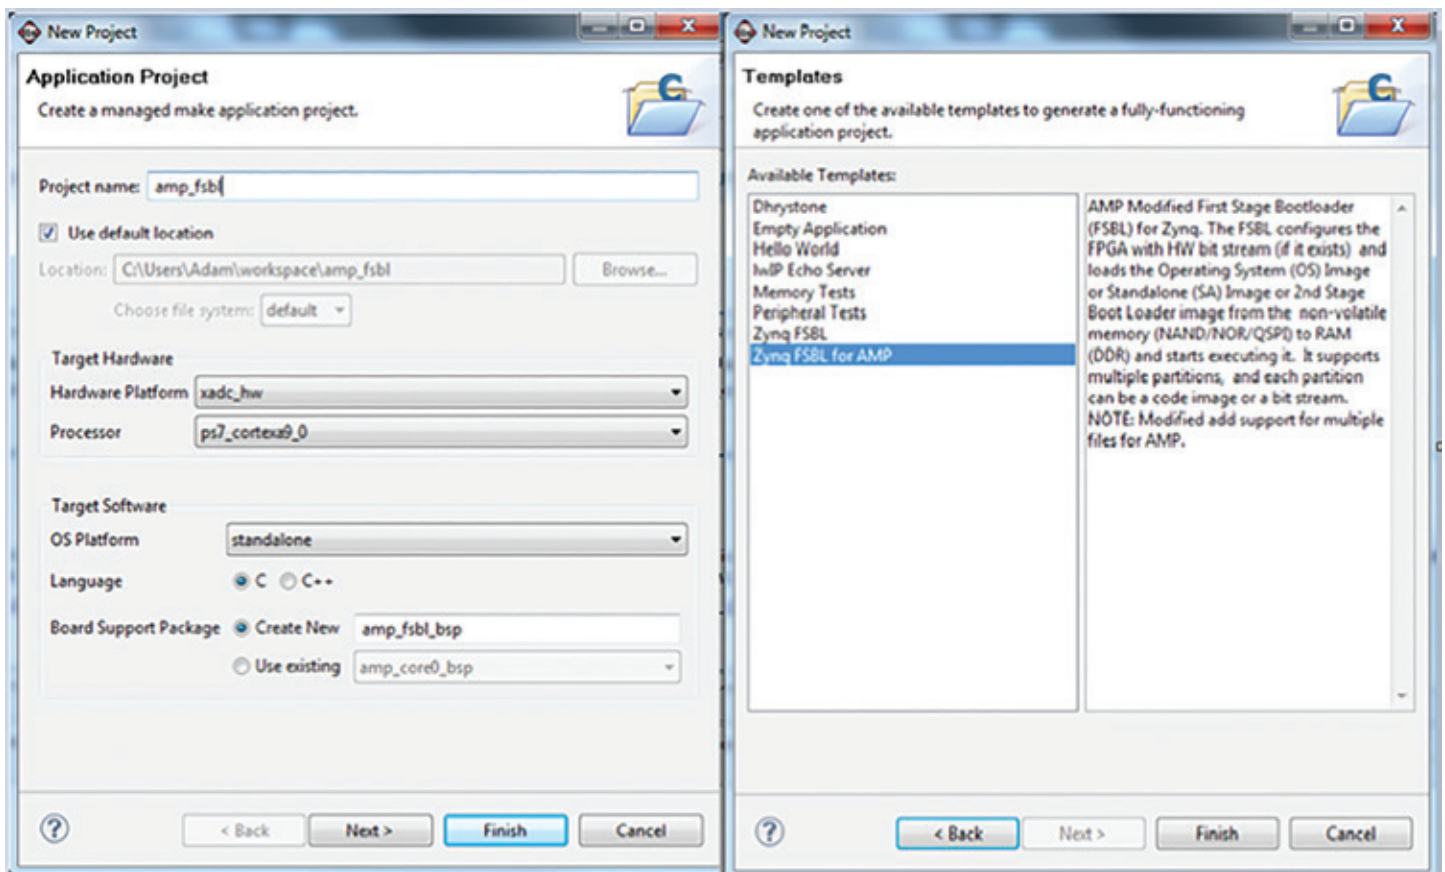 New Project
Application Project
Create a managed make application project.
Project name: amp_fsbl
Use default location
Location: C:\Users\Adam\workspace\amp_fsbl Browse...
Choose file system: default
Target Hardware
Hardware Platform xadc_hw
Processor ps7_cortexa9_0
Target Software
OS Platform standalone
Language C C++
Board Support Package Create New amp_fsbl_bsp
Use existing amp_core0_bsp
? < Back Next > Finish Cancel
New Project
Templates
Create one of the available templates to generate a fully-functioning
application project.
Available Templates:
Dhrystone
Empty Application
Hello World
lwIP Echo Server
Memory Tests
Peripheral Tests
Zynq FSBL
Zynq FSBL for AMP
AMP Modified First Stage Bootloader
(FSBL) for Zynq. The FSBL configures the
FPGA with HW bit stream (if it exists) and
loads the Operating System (OS) Image
or Standalone (SA) Image or 2nd Stage
Boot Loader image from the non-volatile
memory (NAND/NOR/QSPI) to RAM
(DDR) and starts executing it. It supports
multiple partitions, and each partition
can be a code image or a bit stream.
NOTE: Modified add support for multiple
files for AMP.
? < Back Next > Finish Cancel